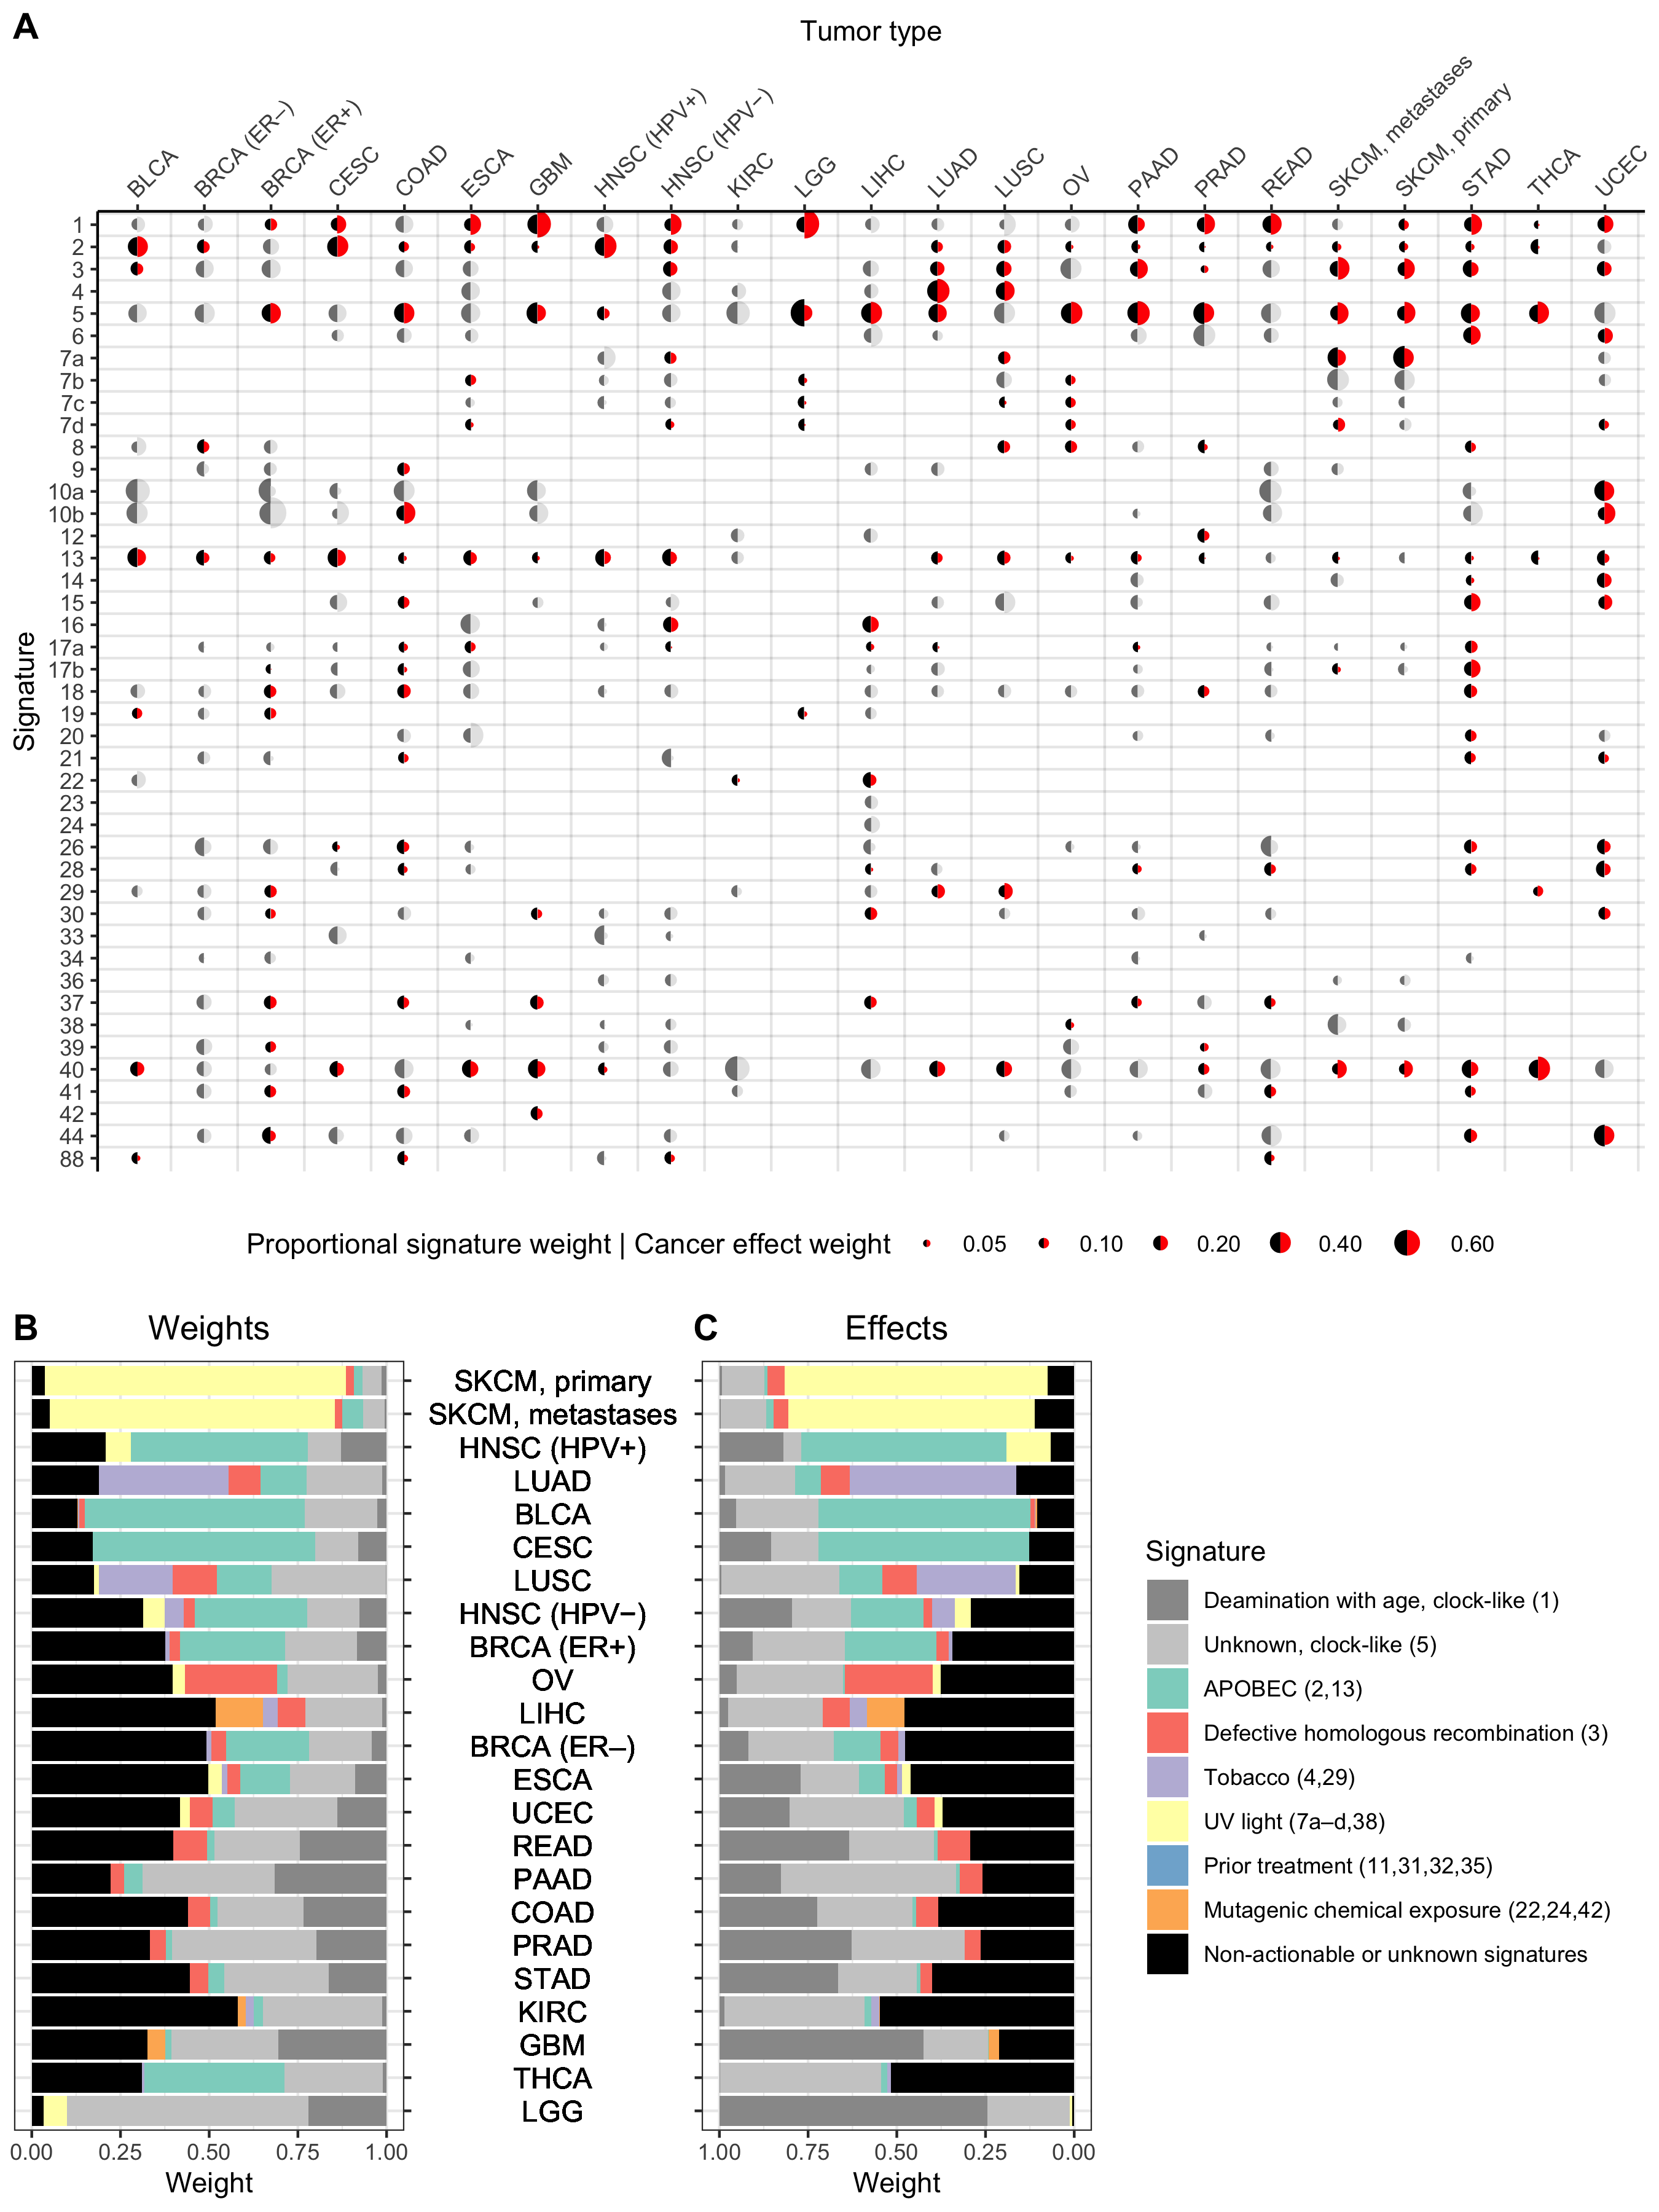 A
Tumor type
BLCA
BRCA (ER−)
BRCA (ER+)
CESC
COAD
ESCA
GBM
HNSC (HPV+)
HNSC (HPV−)
KIRC
LGG
LIHC
LUAD
LUSC
OV
PAAD
PRAD
READ
SKCM, metastases
SKCM, primary
STAD
THCA
UCEC
Signature
1
2
3
4
5
6
7a
7b
7c
7d
8
9
10a
10b
12
13
14
15
16
17a
17b
18
19
20
21
22
23
24
26
28
29
30
33
34
36
37
38
39
40
41
42
44
88
Proportional signature weight | Cancer effect weight 0.05 0.10 0.20 0.40 0.60
B Weights
C Effects
SKCM, primary
SKCM, metastases
HNSC (HPV+)
LUAD
BLCA
CESC
LUSC
HNSC (HPV−)
BRCA (ER+)
OV
LIHC
BRCA (ER−)
ESCA
UCEC
READ
PAAD
COAD
PRAD
STAD
KIRC
GBM
THCA
LGG
0.00 0.25 0.50 0.75 1.00
Weight
1.00 0.75 0.50 0.25 0.00
Weight
Signature
Deamination with age, clock−like (1)
Unknown, clock−like (5)
APOBEC (2,13)
Defective homologous recombination (3)
Tobacco (4,29)
UV light (7a−d,38)
Prior treatment (11,31,32,35)
Mutagenic chemical exposure (22,24,42)
Non-actionable or unknown signatures